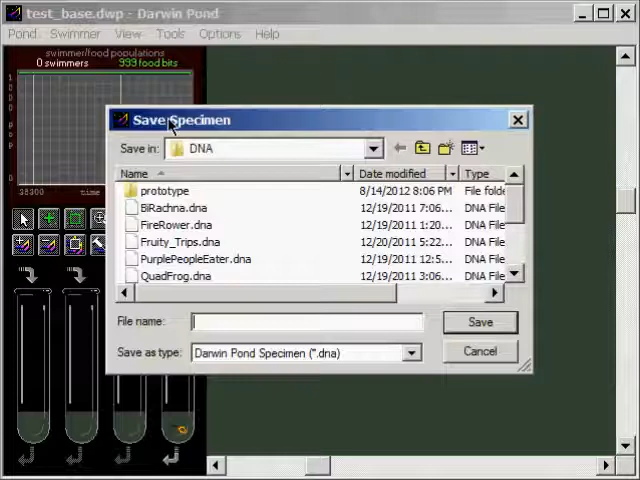 test_base.dwp - Darwin Pond
Pond Swimmer View Tools Options Help
swimmer/food populations
0 swimmers 999 food bits
38300 time
Save Specimen
Save in: DNA
Name Date modified Type
prototype 8/14/2012 8:06 PM File folde
BiRachna.dna 12/19/2011 7:06... DNA File
FireRower.dna 12/19/2011 1:20... DNA File
Fruity_Trips.dna 12/20/2011 5:22... DNA File
PurplePeopleEater.dna 12/19/2011 12:5... DNA File
QuadFrog.dna 12/19/2011 3:06... DNA File
File name: Save
Save as type: Darwin Pond Specimen (*.dna) Cancel